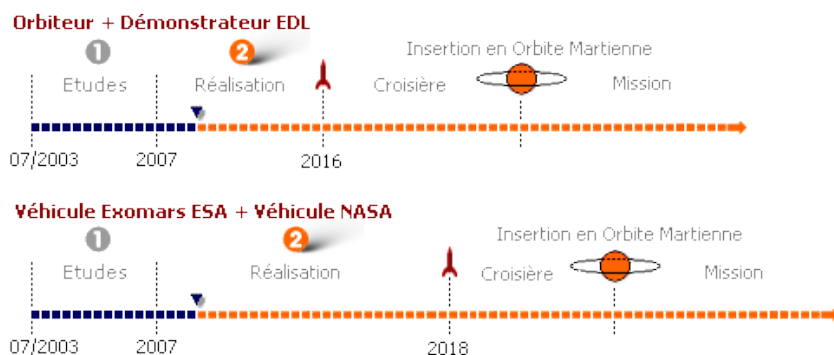 Orbiteur + Démonstrateur EDL
1 2 Insertion en Orbite Martienne
Etudes Réalisation Croisière Mission
07/2003 2007 2016
Véhicule Exomars ESA + Véhicule NASA
1 2 Insertion en Orbite Martienne
Etudes Réalisation Croisière Mission
07/2003 2007 2018